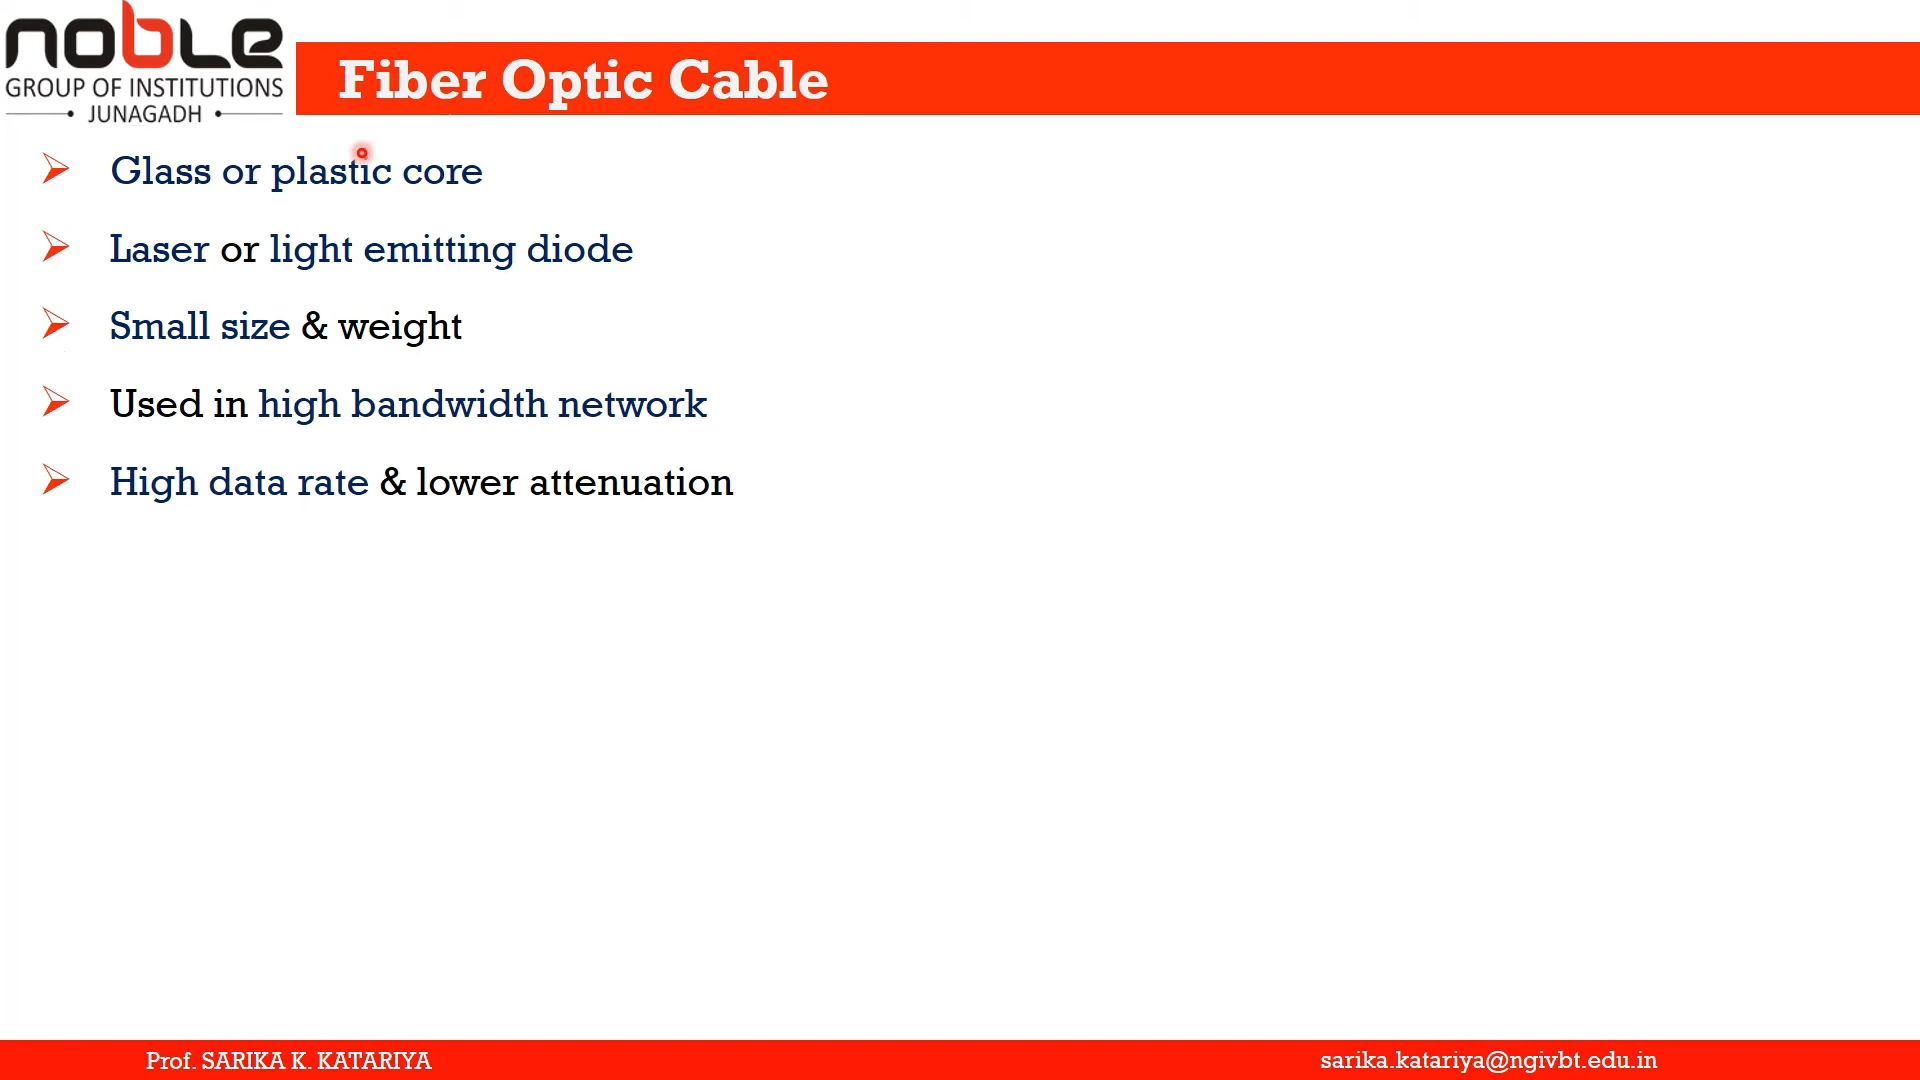 noble
GROUP OF INSTITUTIONS
JUNAGADH
Fiber Optic Cable
Glass or plastic core
Laser or light emitting diode
Small size & weight
Used in high bandwidth network
High data rate & lower attenuation
Prof. SARIKA K. KATARIYA
sarika.katariya@ngivbt.edu.in